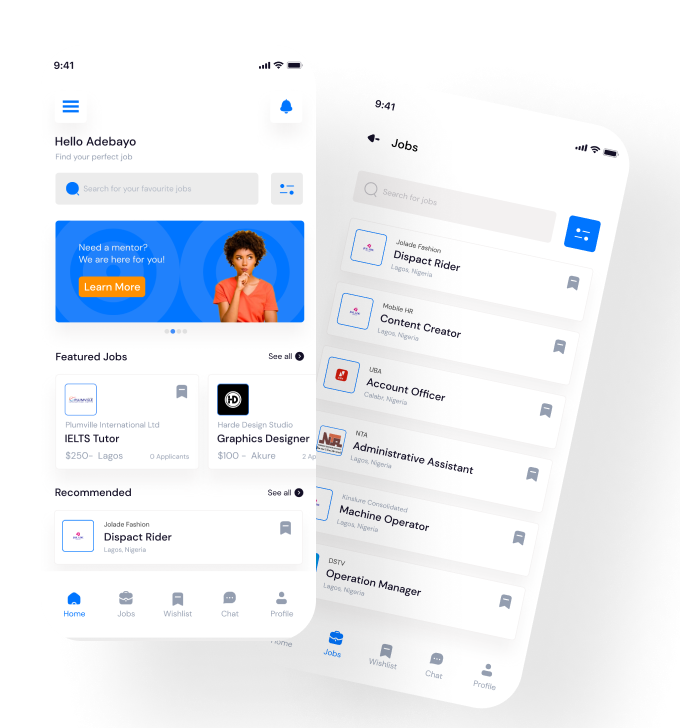 9:41
Hello Adebayo
Find your perfect job
Search for your favourite jobs
Need a mentor?
We are here for you!
Learn More
Featured Jobs
See all
Plumville International Ltd
IELTS Tutor
$250- Lagos
0 Applicants
HD
Harde Design Studio
Graphics Designer
$100 - Akure
2 Ap
Recommended
See all
Jolade Fashion
Dispact Rider
Lagos, Nigeria
Home
Jobs
Wishlist
Chat
Profile
9:41
Jobs
Search for jobs
Jolade Fashion
Dispact Rider
Lagos, Nigeria
Mobile HR
Content Creator
Lagos, Nigeria
UBA
Account Officer
Calabr, Nigeria
NTA
Administrative Assistant
Lagos, Nigeria
Kinslure Consolidated
Machine Operator
Lagos, Nigeria
DSTV
Operation Manager
Lagos, Nigeria
Home
Jobs
Wishlist
Chat
Profile